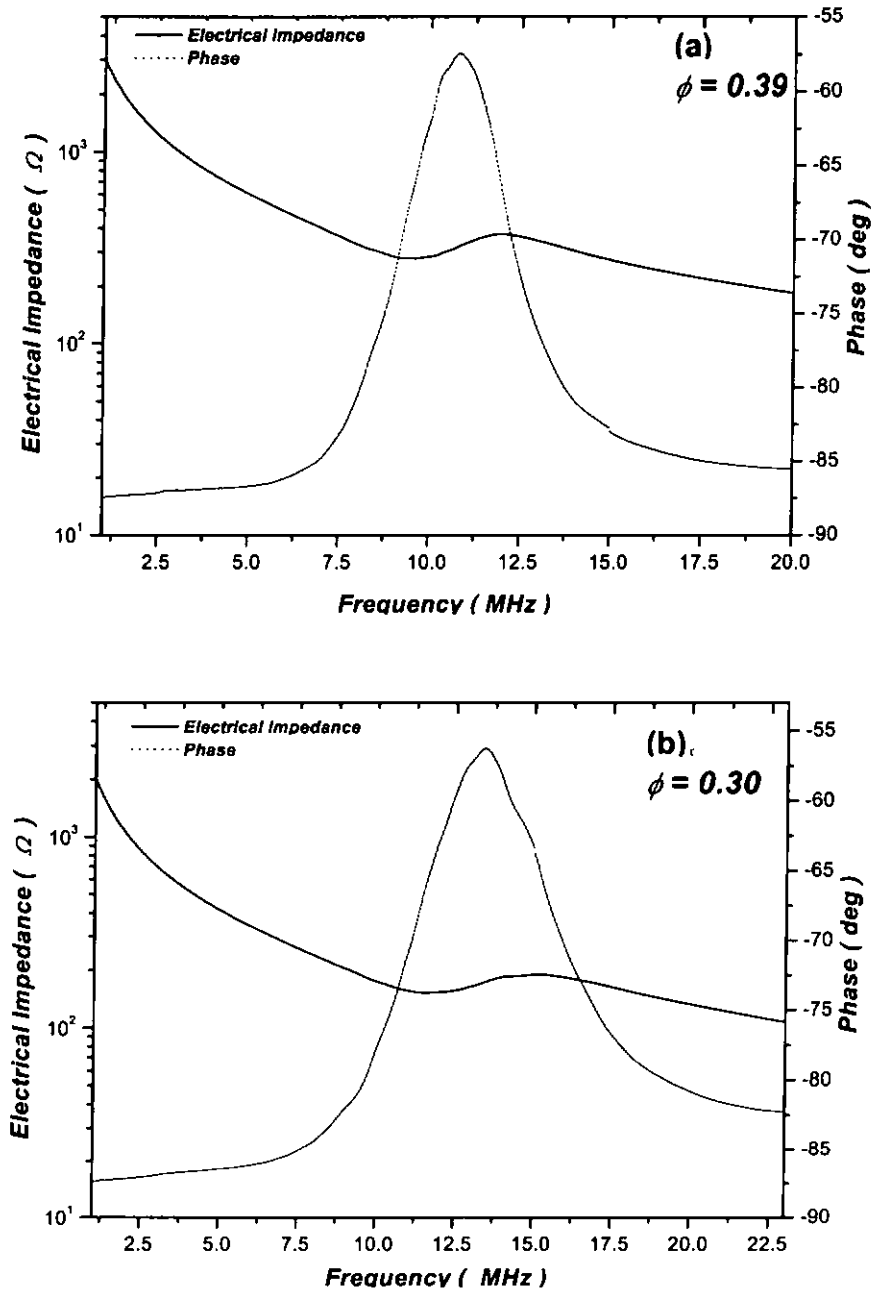 Electrical Impedance
Phase
(a)
ϕ = 0.39
Electrical Impedance ( Ω )
10³
10²
10¹
-55
-60
-65
-70
-75
-80
-85
-90
Phase ( deg )
2.5 5.0 7.5 10.0 12.5 15.0 17.5 20.0
Frequency ( MHz )
Electrical Impedance
Phase
(b)
ϕ = 0.30
Electrical Impedance ( Ω )
10³
10²
10¹
-55
-60
-65
-70
-75
-80
-85
-90
Phase ( deg )
2.5 5.0 7.5 10.0 12.5 15.0 17.5 20.0 22.5
Frequency ( MHz )